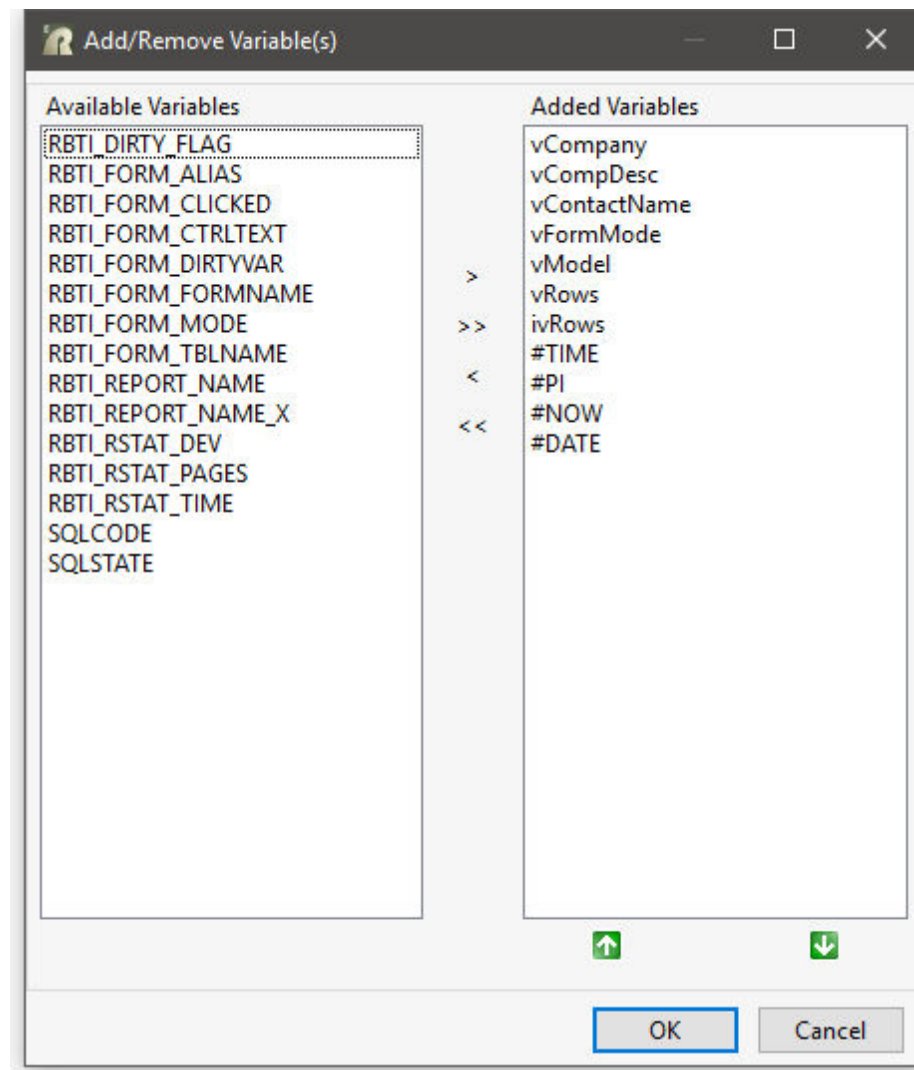 Add/Remove Variable(s)
Available Variables
RBTI_DIRTY_FLAG
RBTI_FORM_ALIAS
RBTI_FORM_CLICKED
RBTI_FORM_CTRLTEXT
RBTI_FORM_DIRTYVAR
RBTI_FORM_FORMNAME
RBTI_FORM_MODE
RBTI_FORM_TBLNAME
RBTI_REPORT_NAME
RBTI_REPORT_NAME_X
RBTI_RSTAT_DEV
RBTI_RSTAT_PAGES
RBTI_RSTAT_TIME
SQLCODE
SQLSTATE
>
>>
<
<<
Added Variables
vCompany
vCompDesc
vContactName
vFormMode
vModel
vRows
ivRows
#TIME
#PI
#NOW
#DATE
OK
Cancel